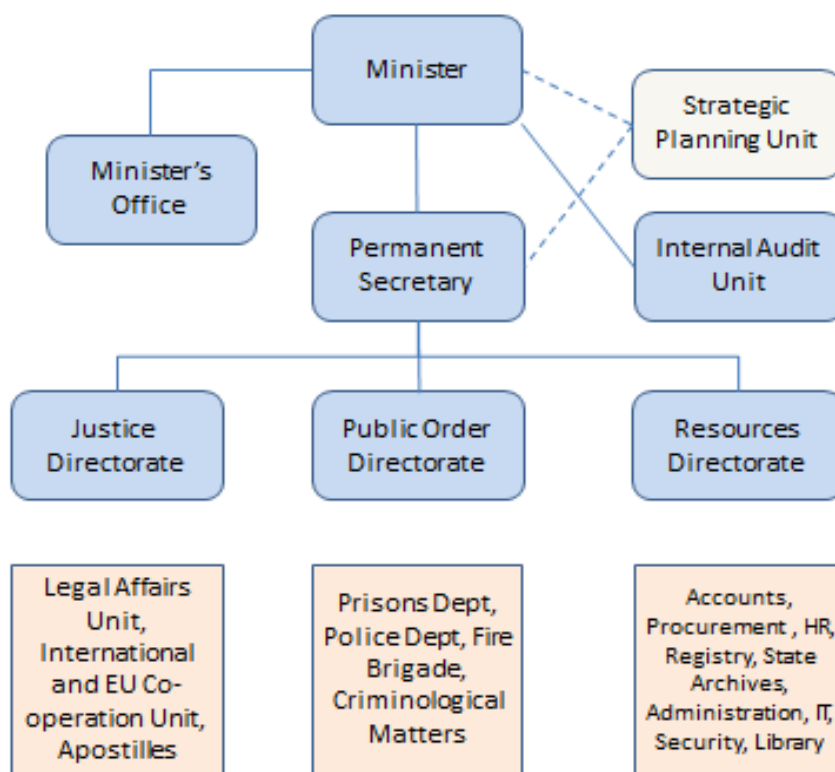 Minister
Strategic
Planning Unit
Minister's
Office
Permanent
Secretary
Internal Audit
Unit
Justice
Directorate
Public Order
Directorate
Resources
Directorate
Legal Affairs
Unit,
International
and EU Co-
operation Unit,
Apostilles
Prisons Dept,
Police Dept, Fire
Brigade,
Criminological
Matters
Accounts,
Procurement , HR,
Registry, State
Archives,
Administration, IT,
Security, Library